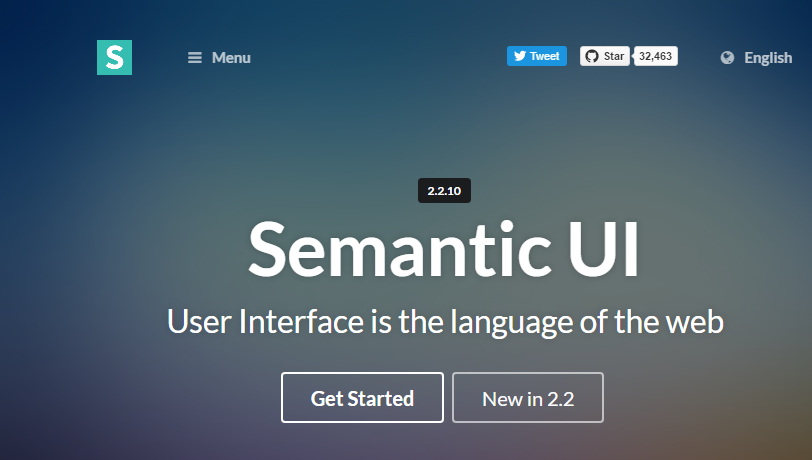 S
Menu
Tweet
Star
32,463
English
2.2.10
Semantic UI
User Interface is the language of the web
Get Started
New in 2.2